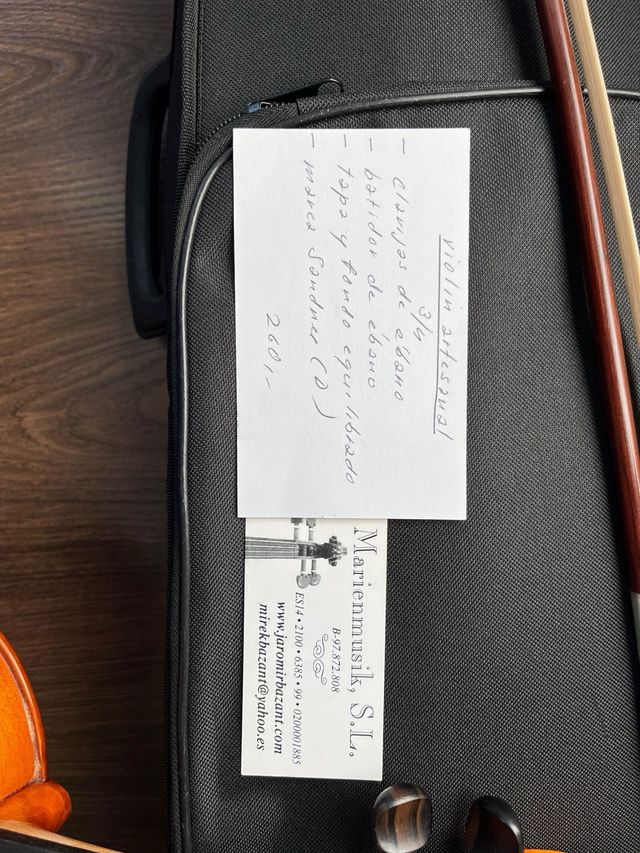 violin artesanal
3/4
- clavijas de ebano
- batidor de ébano
- tapa y fondo equilibrado
- marca Sandner (D)
260,-
Marienmusik, S.L.
B-97.872.808
ES14 • 2100 • 6385 • 99 • 0200001885
www.jaromirbazant.com
mirekbazant@yahoo.es